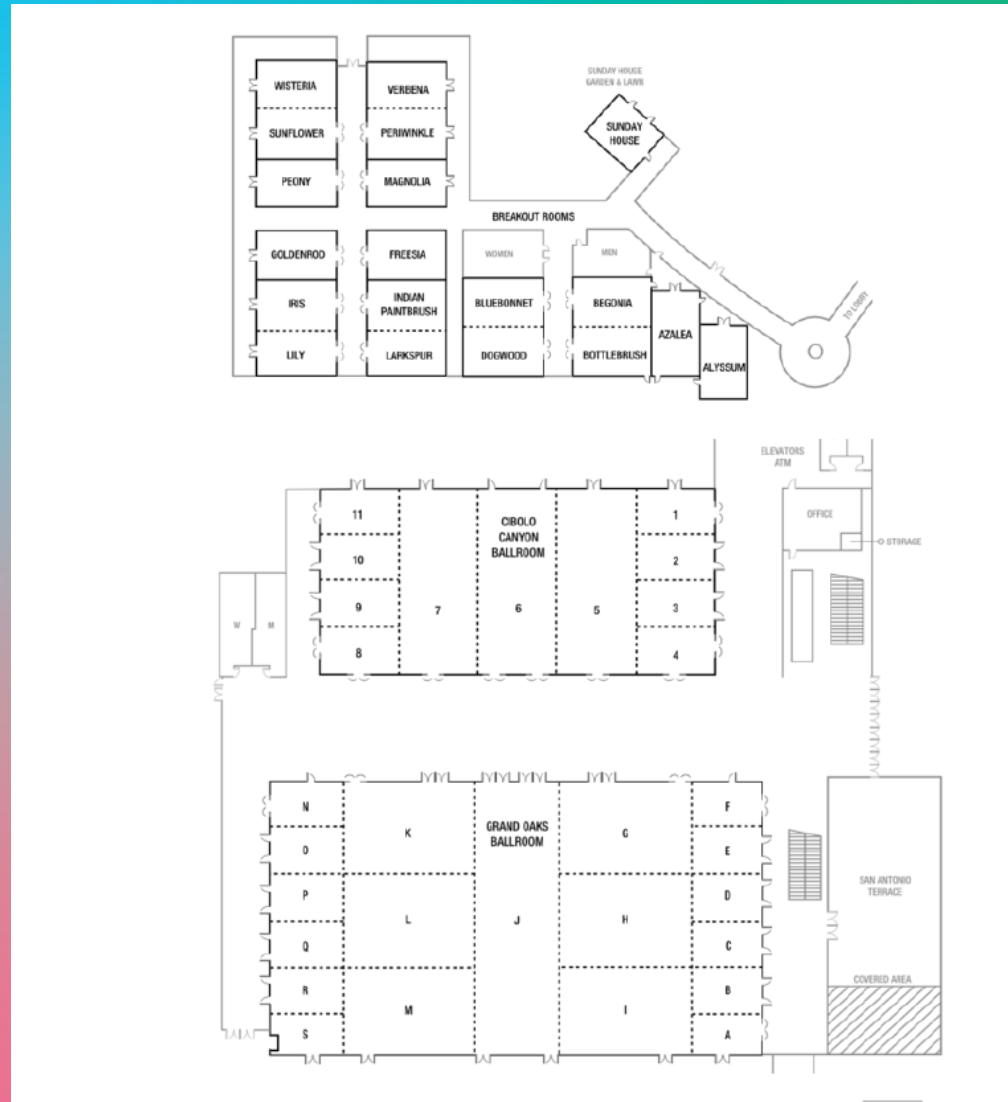 SUNDAY HOUSE
GARDEN & LAWN
WISTERIA
VERBENA
SUNDAY
HOUSE
SUNFLOWER
PERIWINKLE
PEONY
MAGNOLIA
BREAKOUT ROOMS
GOLDENROD
FREESIA
WOMEN
MEN
IRIS
INDIAN
PAINTBRUSH
BLUEBONNET
BEGONIA
TO LOBBY
AZALEA
LILY
LARKSPUR
DOGWOOD
BOTTLEBRUSH
ALYSSUM
ELEVATORS
ATM
OFFICE
STORAGE
11
CIBOLO
CANYON
BALLROOM
1
10
2
9
7
6
5
3
8
4
W
M
N
K
GRAND OAKS
BALLROOM
G
F
O
E
P
L
J
H
D
SAN ANTONIO
TERRACE
Q
C
R
M
I
B
COVERED AREA
S
A